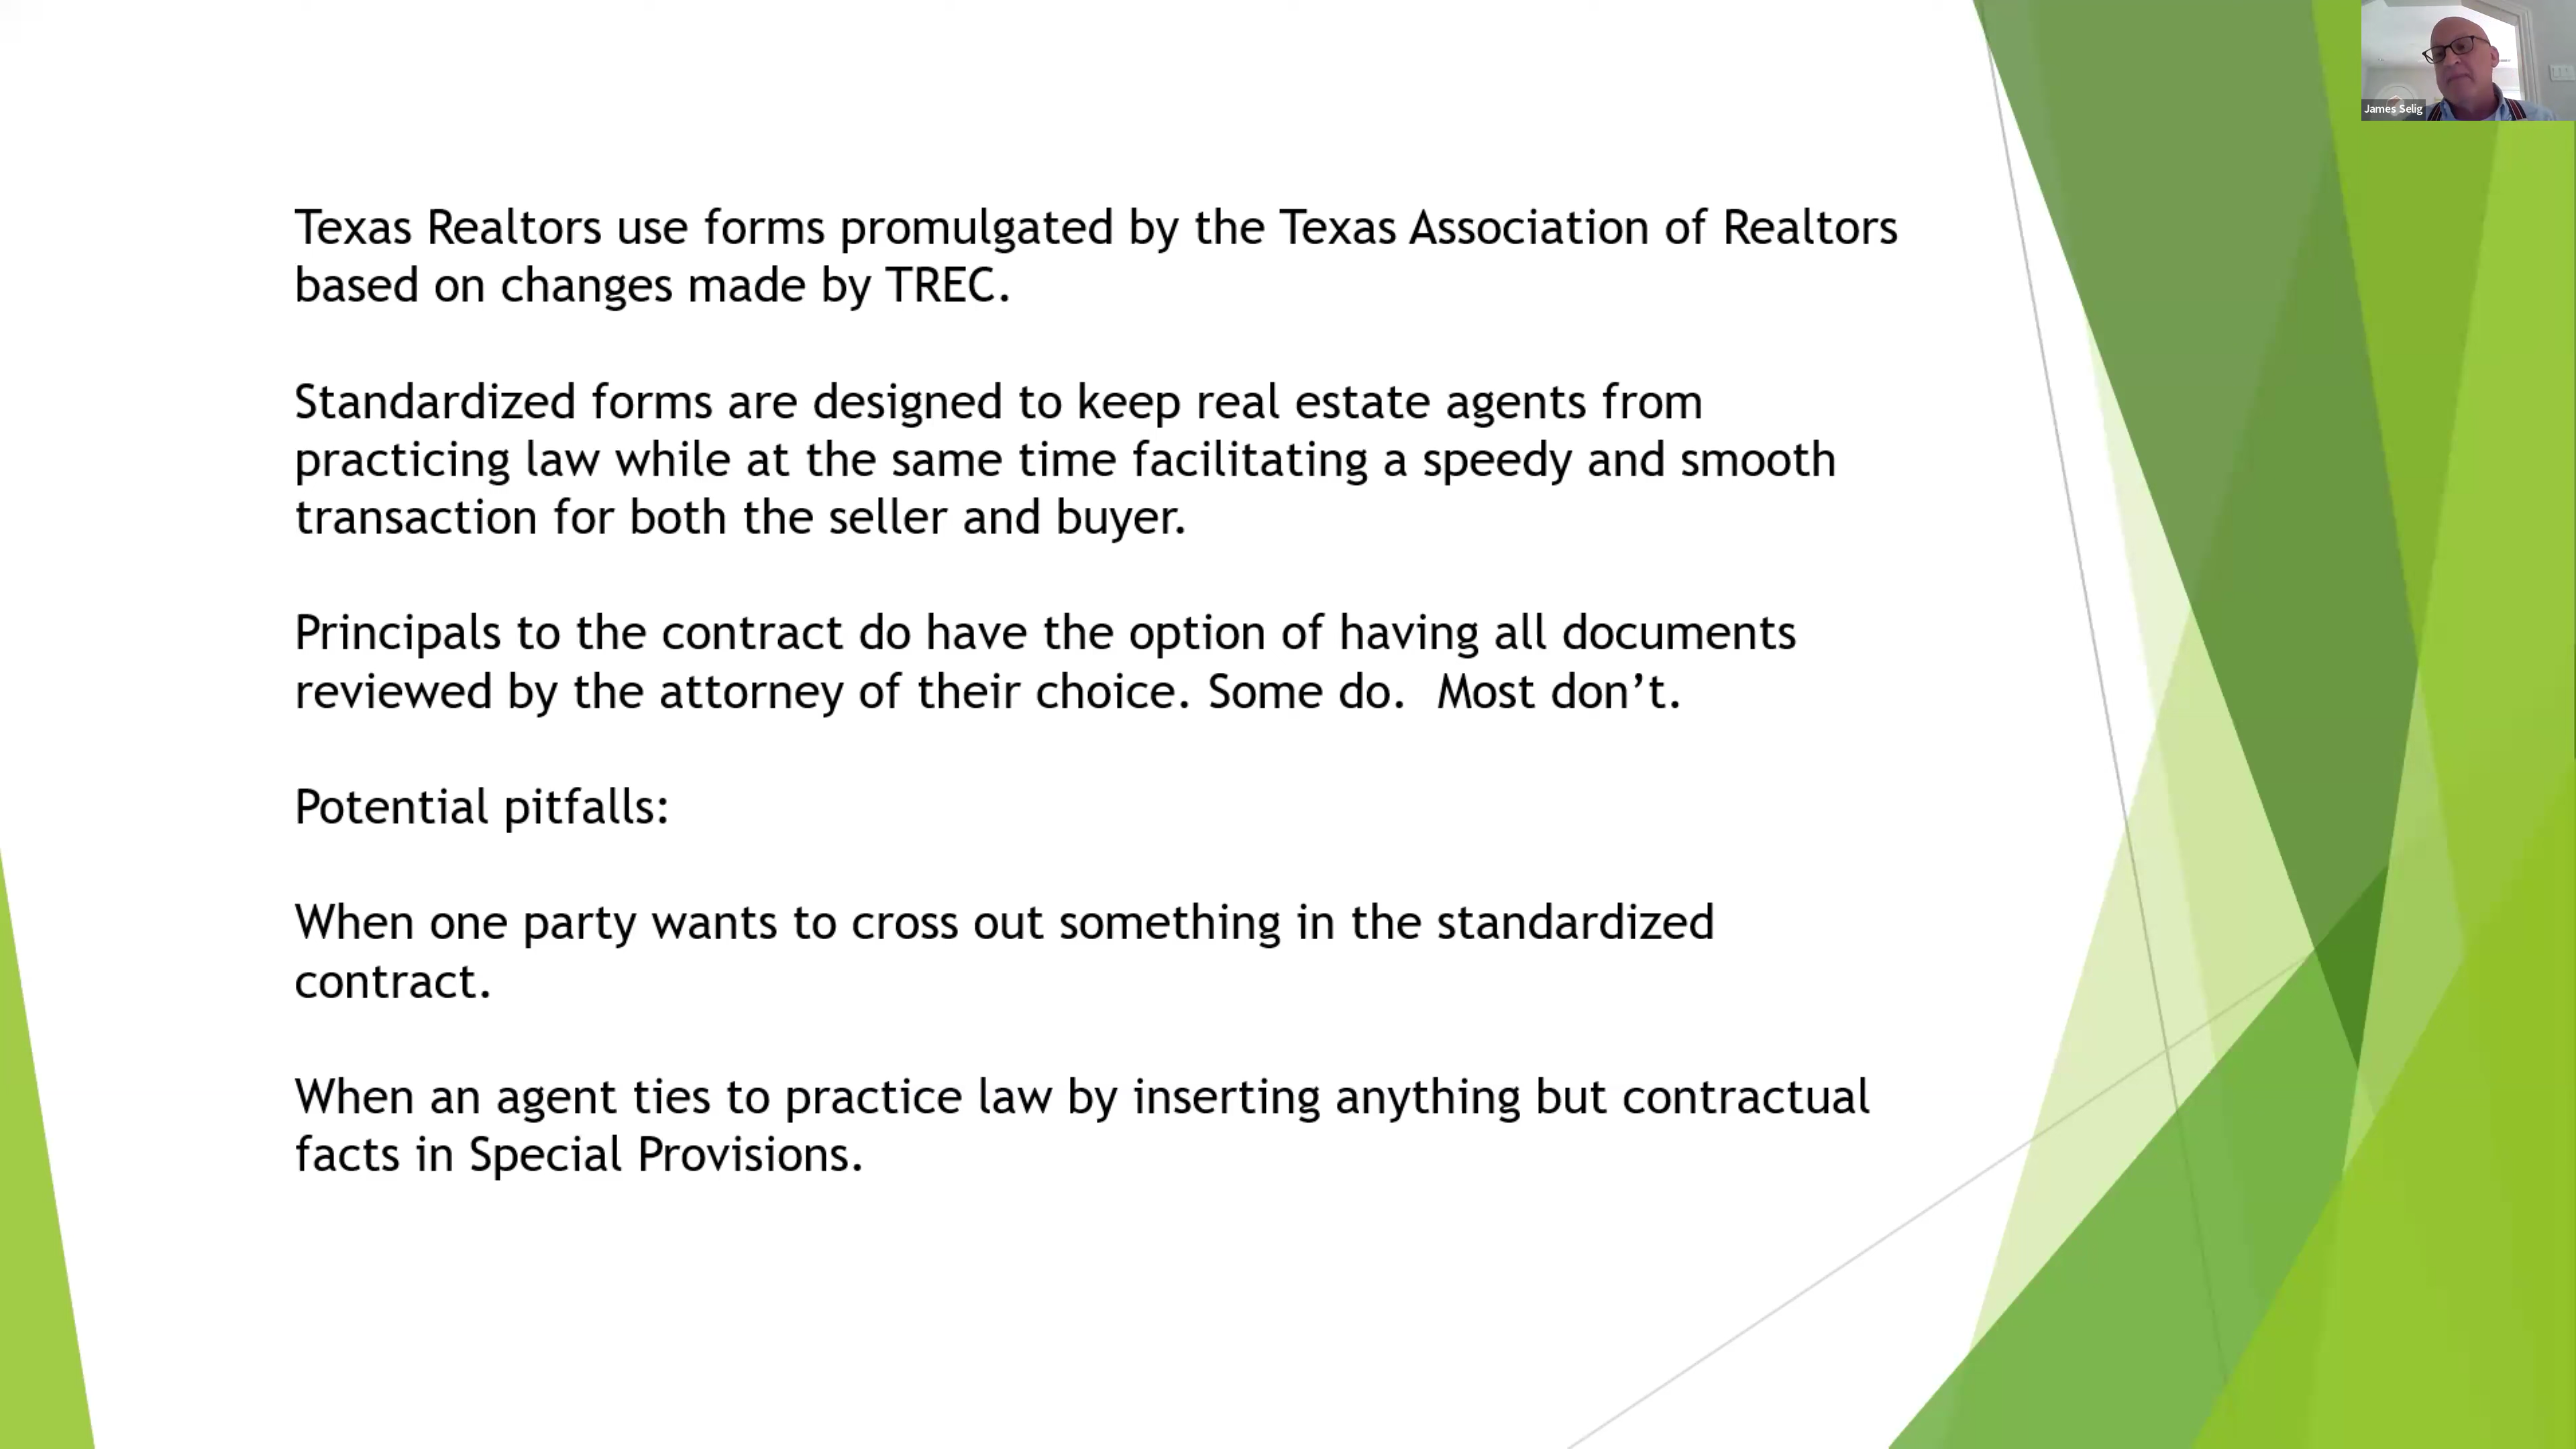 James Selig
Texas Realtors use forms promulgated by the Texas Association of Realtors
based on changes made by TREC.
Standardized forms are designed to keep real estate agents from
practicing law while at the same time facilitating a speedy and smooth
transaction for both the seller and buyer.
Principals to the contract do have the option of having all documents
reviewed by the attorney of their choice. Some do.  Most don’t.
Potential pitfalls:
When one party wants to cross out something in the standardized
contract.
When an agent ties to practice law by inserting anything but contractual
facts in Special Provisions.